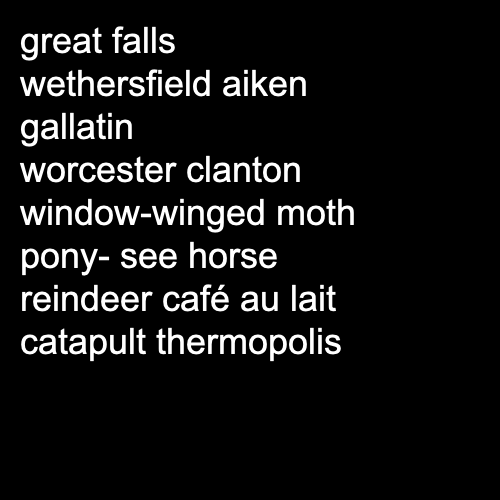 great falls
wethersfield aiken
gallatin
worcester clanton
window-winged moth
pony- see horse
reindeer café au lait
catapult thermopolis